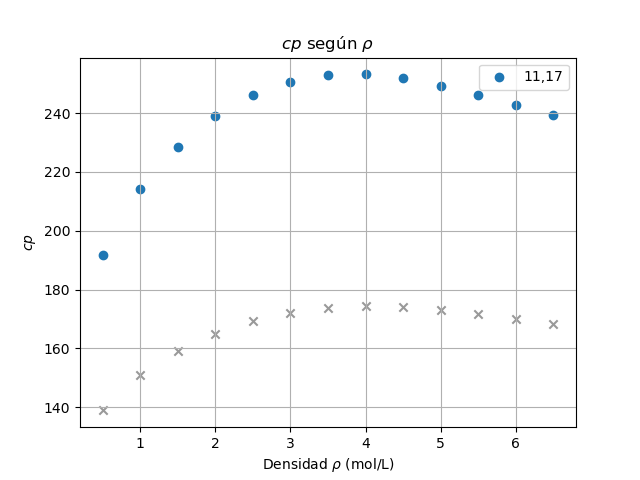 cp según ρ
11,17
240
220
200
180
160
140
cp
1 2 3 4 5 6
Densidad ρ (mol/L)